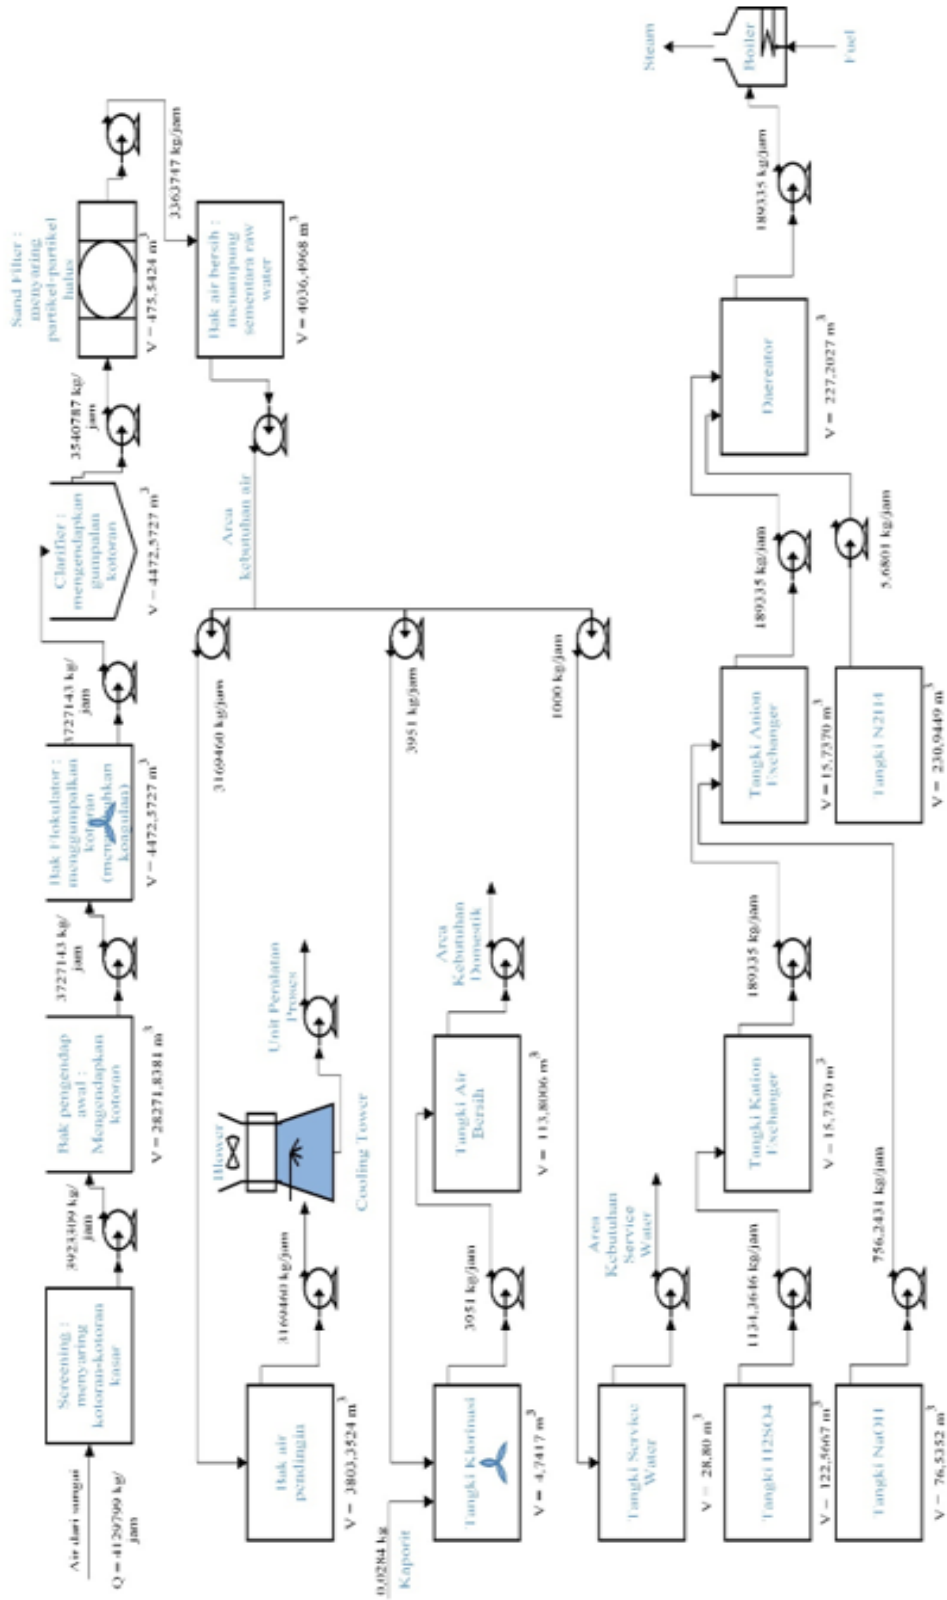 Air dari sungai
Q = 4129799 kg/
jam
Screening :
menyaring
kotoran-kotoran
kasar
3923309 kg/
jam
Bak pengendap
awal :
Mengendapkan
kotoran
V = 28271,8381 m3
3727143 kg/
jam
Bak Flokulator :
menggumpalkan
koagulan)
V = 4472,5727 m3
3727143 kg/
jam
Clarifier :
mengendapkan
gumpalan
kotoran
V = 4472,5727 m3
3540787 kg/
jam
Sand Filter :
menyaring
partikel-partikel
halus
V = 475,5424 m3
3363747 kg/jam
Bak air bersih :
menampung
sementara raw
water
V = 4036,4968 m3
Area
kebutuhan air
3169460 kg/jam
3951 kg/jam
1000 kg/jam
Bak air
pendingin
V = 3803,3524 m3
3169460 kg/jam
Blower
Cooling Tower
Unit Peralatan
Proses
0,0284 kg
Kaporit
Tangki Klorinasi
V = 4,7417 m3
3951 kg/jam
Tangki Air
Bersih
V = 113,8006 m3
Area
Kebutuhan
Domestik
Tangki Service
Water
V = 28,80 m3
Area
Kebutuhan
Service
Water
Tangki H2SO4
V = 122,5667 m3
1134,3646 kg/jam
Tangki Kation
Exchanger
V = 15,7370 m3
189335 kg/jam
Tangki NaOH
V = 76,5352 m3
756,2431 kg/jam
Tangki Anion
Exchanger
V = 15,7370 m3
189335 kg/jam
Tangki N2H4
V = 230,9449 m3
5,6801 kg/jam
Daereator
V = 227,2027 m3
189335 kg/jam
Boiler
Steam
Fuel